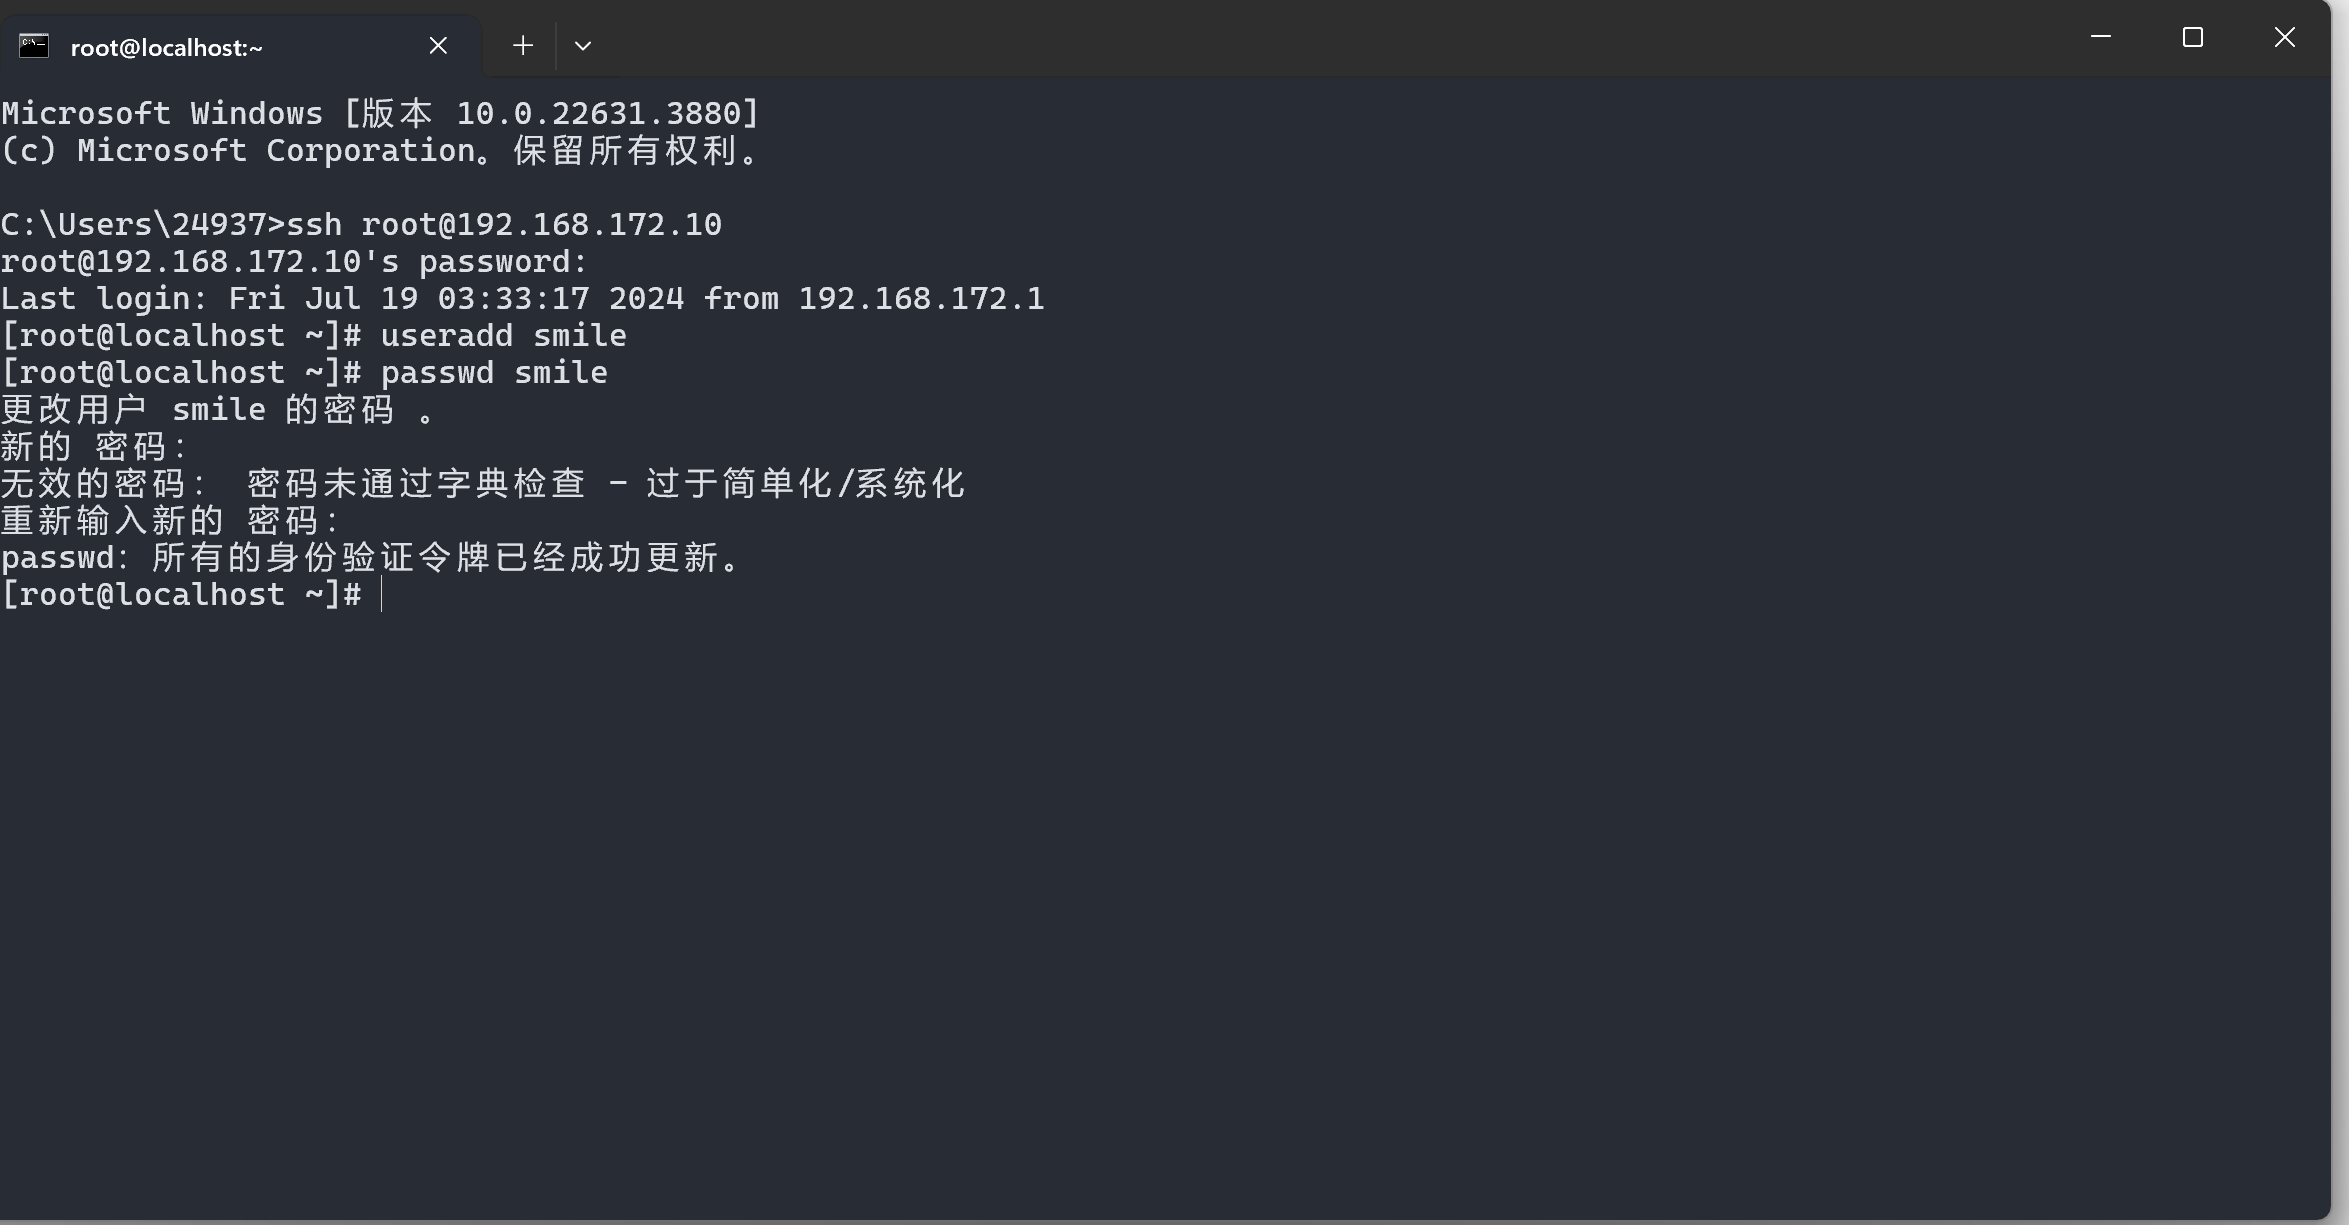 root@localhost:~
Microsoft Windows [版本 10.0.22631.3880]
(c) Microsoft Corporation。保留所有权利。
C:\Users\24937>ssh root@192.168.172.10
root@192.168.172.10's password:
Last login: Fri Jul 19 03:33:17 2024 from 192.168.172.1
[root@localhost ~]# useradd smile
[root@localhost ~]# passwd smile
更改用户 smile 的密码 。
新的 密码：
无效的密码： 密码未通过字典检查 - 过于简单化/系统化
重新输入新的 密码：
passwd：所有的身份验证令牌已经成功更新。
[root@localhost ~]#